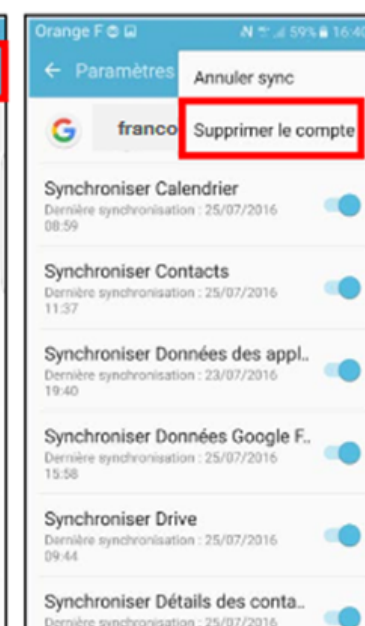 Orange F 59% 16:40
← Paramètres
Annuler sync
G franco
Supprimer le compte
Synchroniser Calendrier
Dernière synchronisation : 25/07/2016
08:59
Synchroniser Contacts
Dernière synchronisation : 25/07/2016
11:37
Synchroniser Données des appl..
Dernière synchronisation : 23/07/2016
19:40
Synchroniser Données Google F..
Dernière synchronisation : 25/07/2016
15:58
Synchroniser Drive
Dernière synchronisation : 25/07/2016
09:44
Synchroniser Détails des conta..
Dernière synchronisation : 25/07/2016